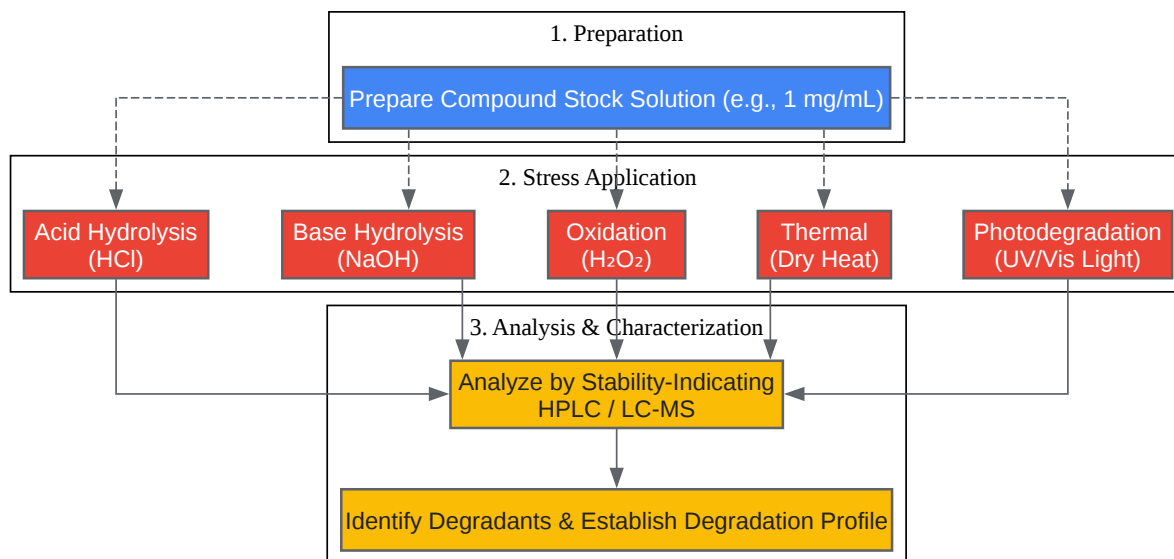 1. Preparation
Prepare Compound Stock Solution (e.g., 1 mg/mL)
2. Stress Application
Acid Hydrolysis
(HCl)
Base Hydrolysis
(NaOH)
Oxidation
(H₂O₂)
Thermal
(Dry Heat)
Photodegradation
(UV/Vis Light)
3. Analysis & Characterization
Analyze by Stability-Indicating
HPLC / LC-MS
Identify Degradants & Establish Degradation Profile